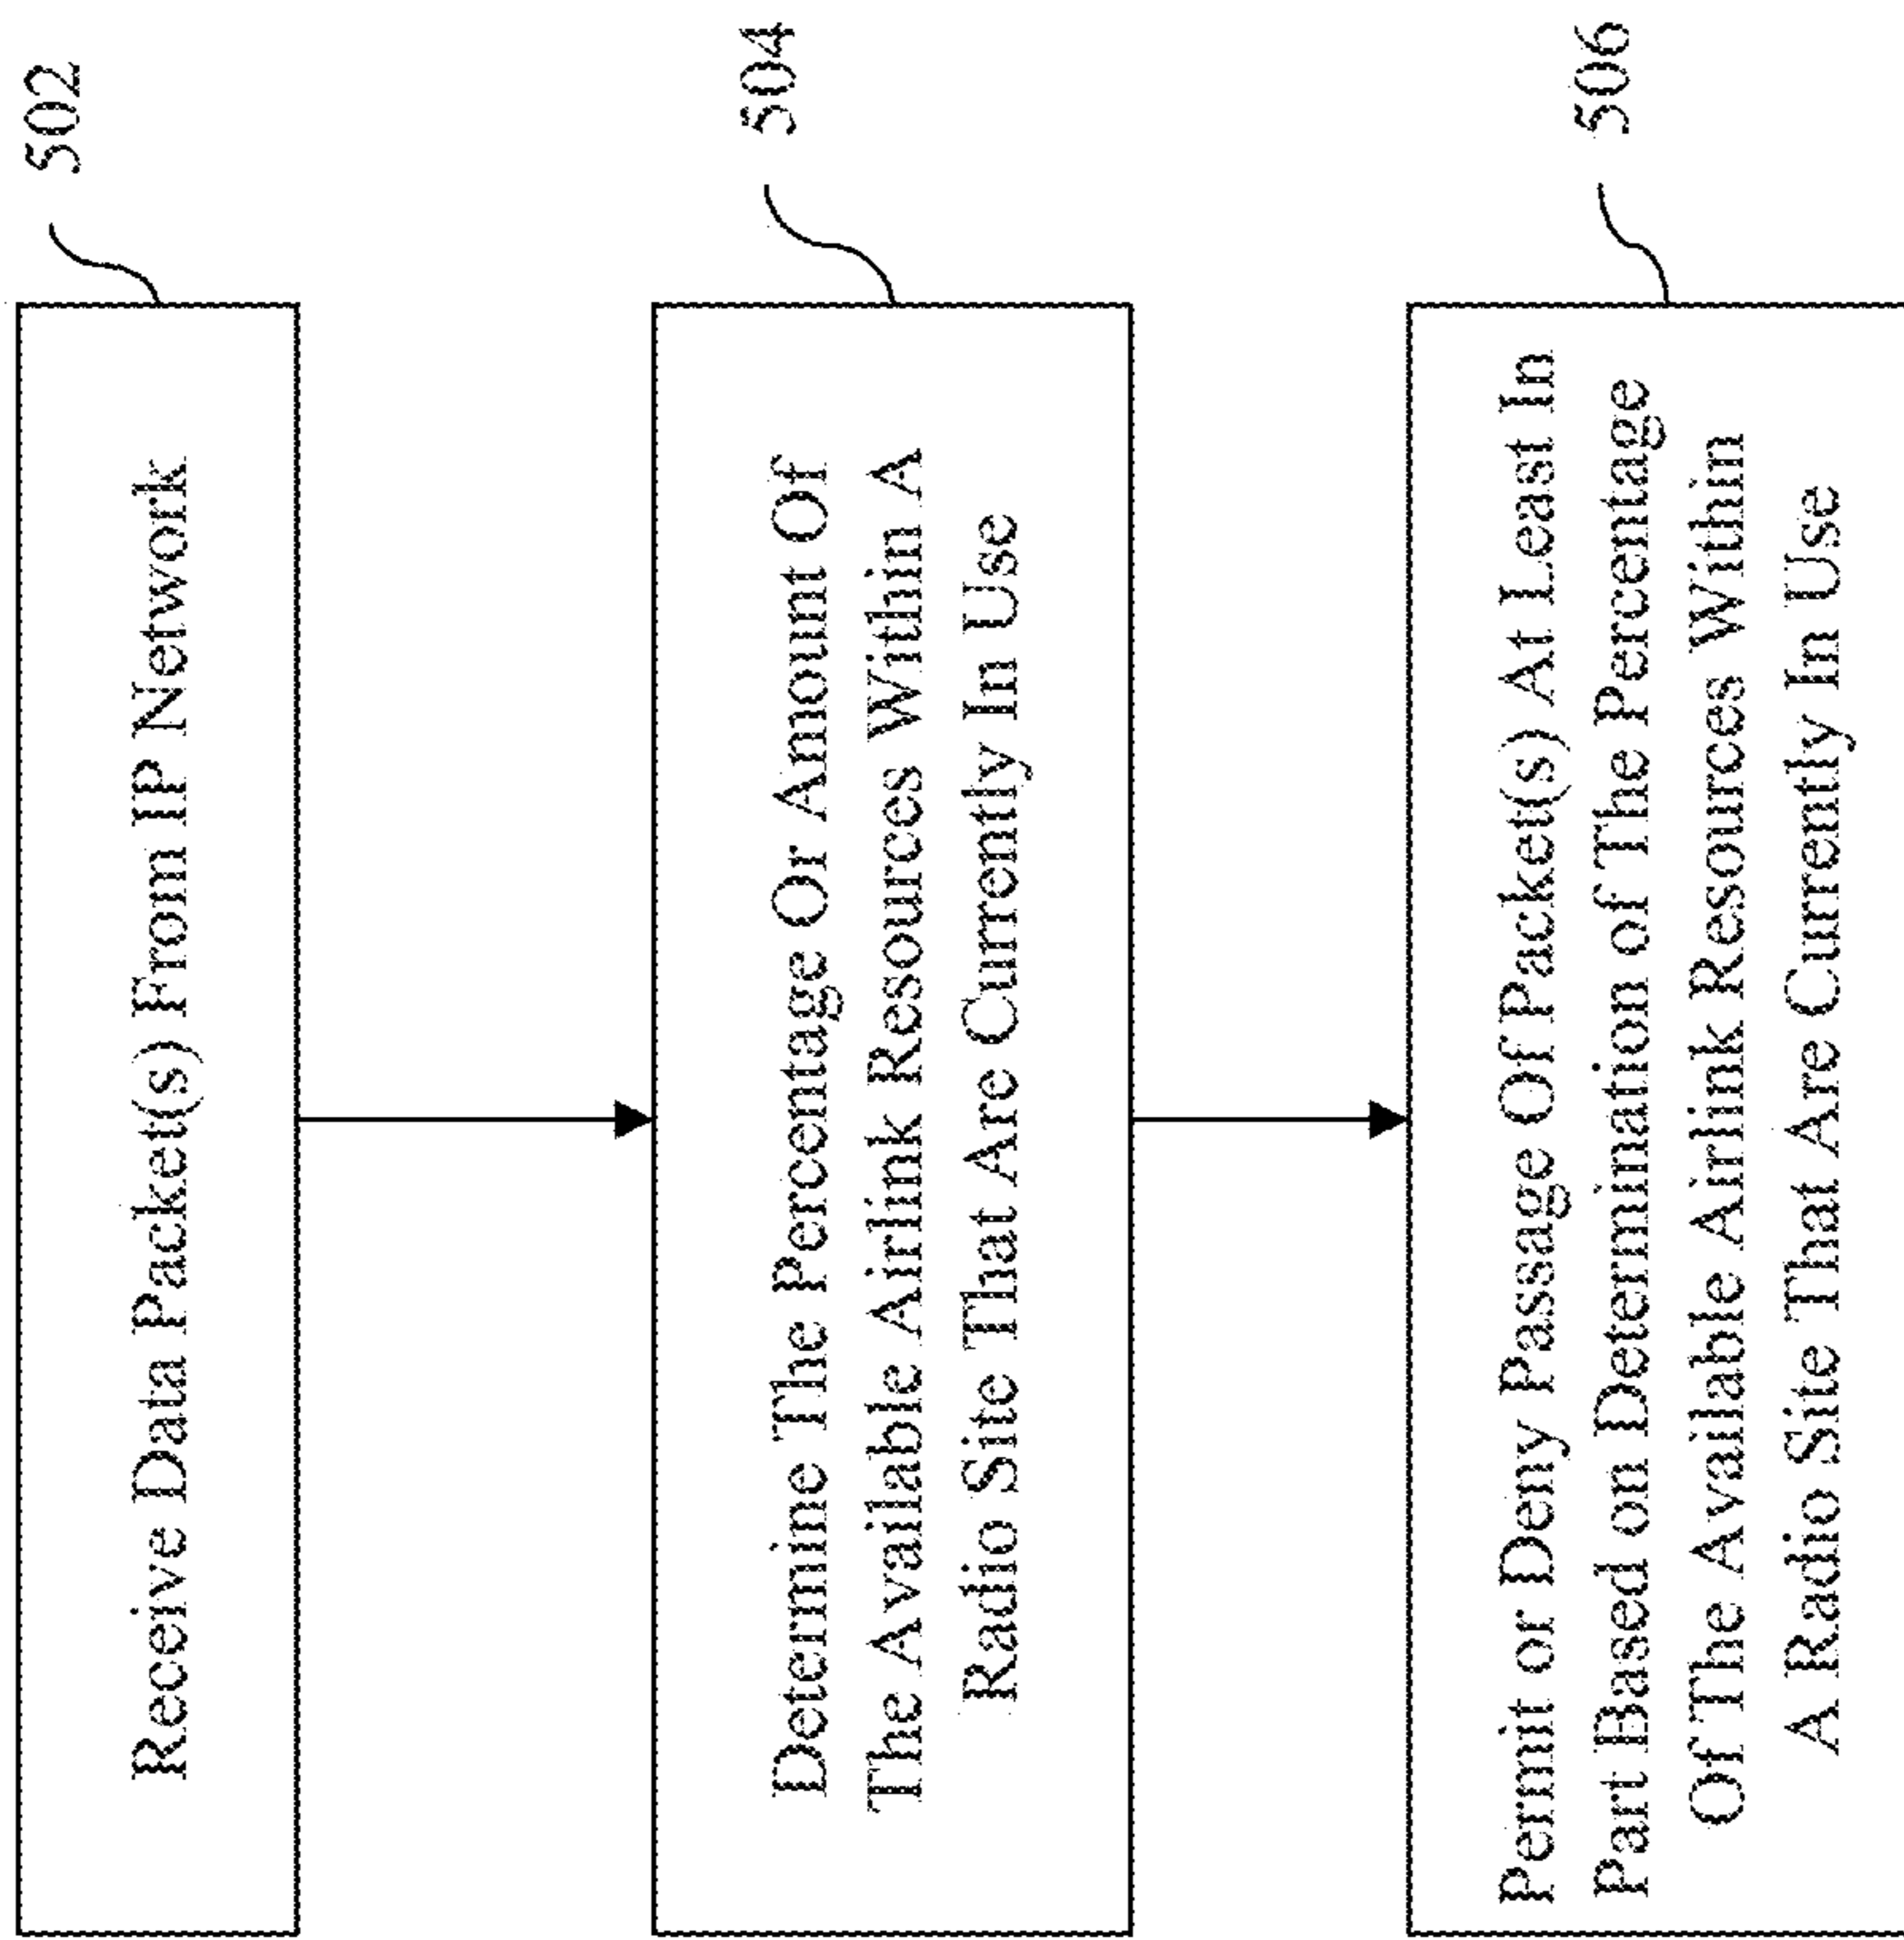 502
Receive Data Packet(s) From IP Network
504
Determine The Percentage Or Amount Of
The Available Airlink Resources Within A
Radio Site That Are Currently In Use
506
Permit or Deny Passage Of Packet(s) At Least In
Part Based on Determination of The Percentage
Of The Available Airlink Resources Within
A Radio Site That Are Currently In Use